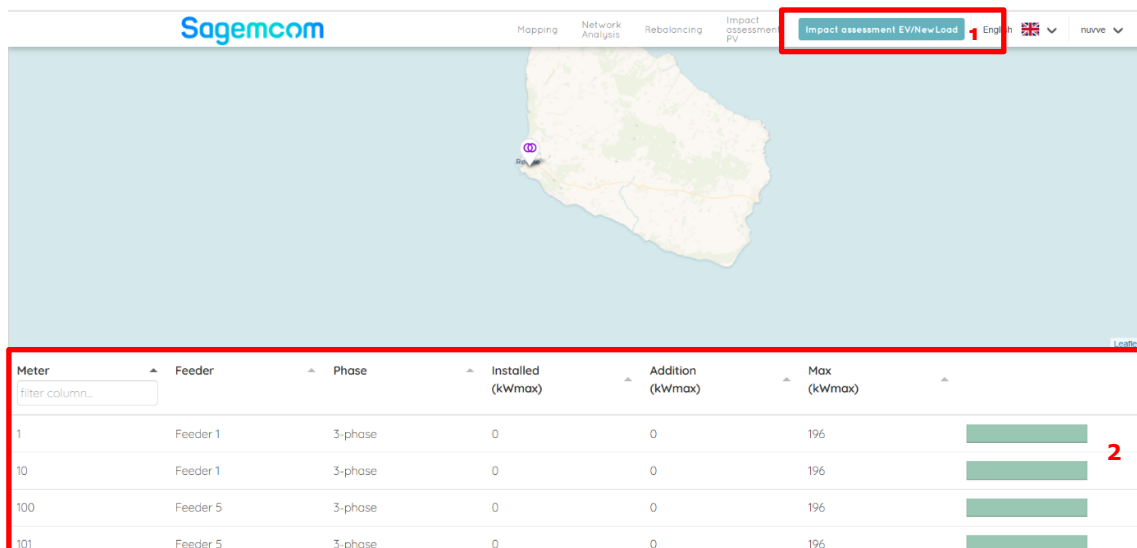 Sagemcom
Mapping
Network
Analysis
Rebalancing
Impact
assessment
PV
Impact assessment EV/NewLoad
1
English
nuvve
Leafle
Meter
Feeder
Phase
Installed
(kWmax)
Addition
(kWmax)
Max
(kWmax)
filter column...
1 Feeder 1 3-phase 0 0 196
10 Feeder 1 3-phase 0 0 196
2
100 Feeder 5 3-phase 0 0 196
101 Feeder 5 3-phase 0 0 196